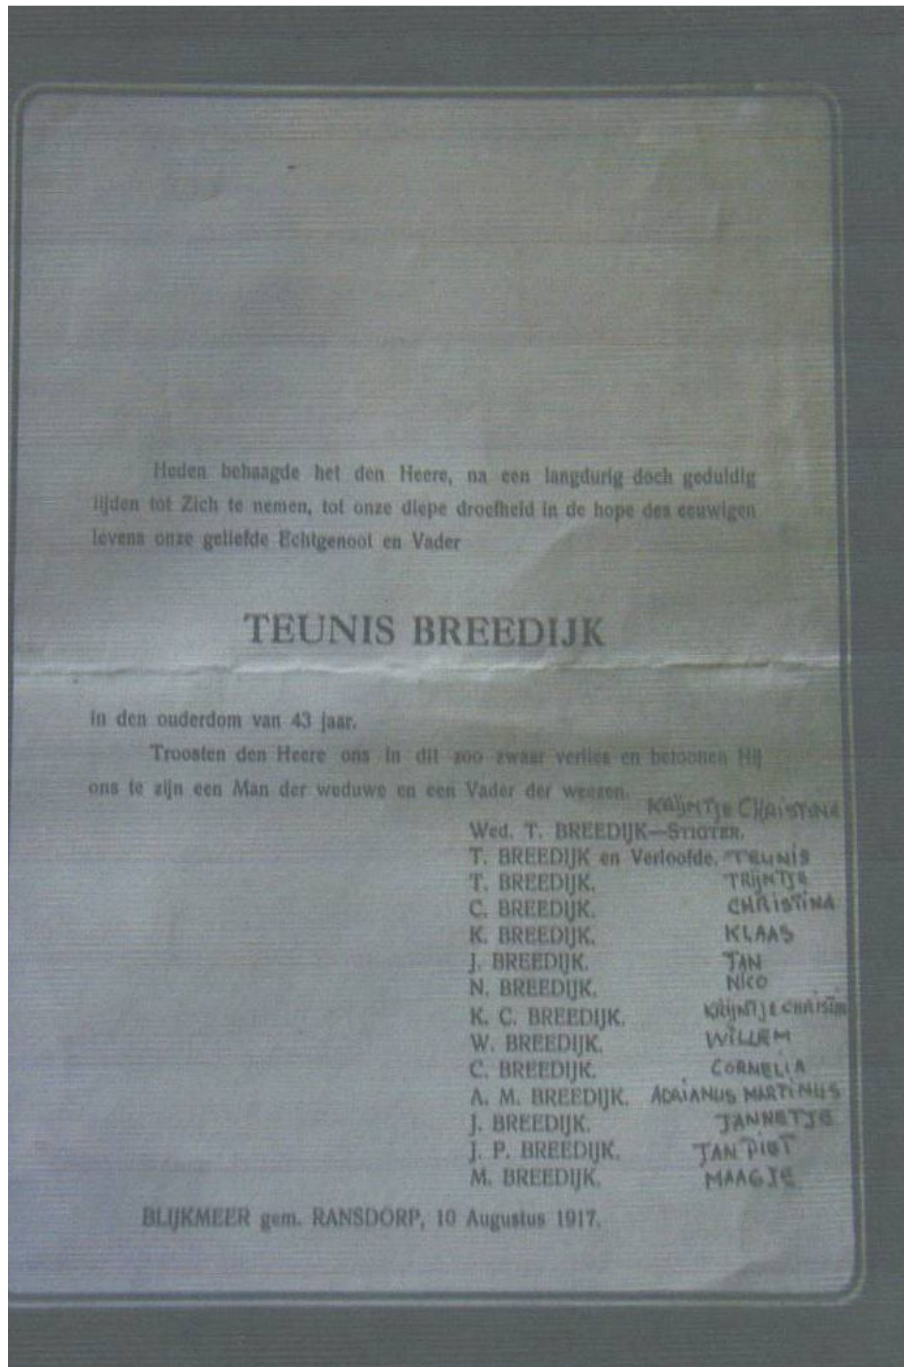 Heden behaagde het den Heere, na een langdurig doch geduldig
lijden tot Zich te nemen, tot onze diepe droefheid in de hope des eeuwigen
levens onze geliefde Echtgenoot en Vader
TEUNIS BREEDIJK
in den ouderdom van 43 jaar.
Troosten den Heere ons in dit zoo zwaar verlies en betoonen Hij
ons te zijn een Man der weduwe en een Vader der weezen.
KRIJNTJE CHRISTINA
Wed. T. BREEDIJK—STIGTER.
T. BREEDIJK en Verloofde. TEUNIS
T. BREEDIJK. TRIJNTJE
C. BREEDIJK. CHRISTINA
K. BREEDIJK. KLAAS
J. BREEDIJK. JAN
N. BREEDIJK. NICO
K. C. BREEDIJK. KRIJNTJE
W. BREEDIJK. WILLEM
C. BREEDIJK. CORNELIA
A. M. BREEDIJK. ADRIANUS MARTINUS
J. BREEDIJK. JANNETJE
J. P. BREEDIJK. JAN PIET
M. BREEDIJK. MAAGJE
BLIJKMEER gem. RANSDORP, 10 Augustus 1917.